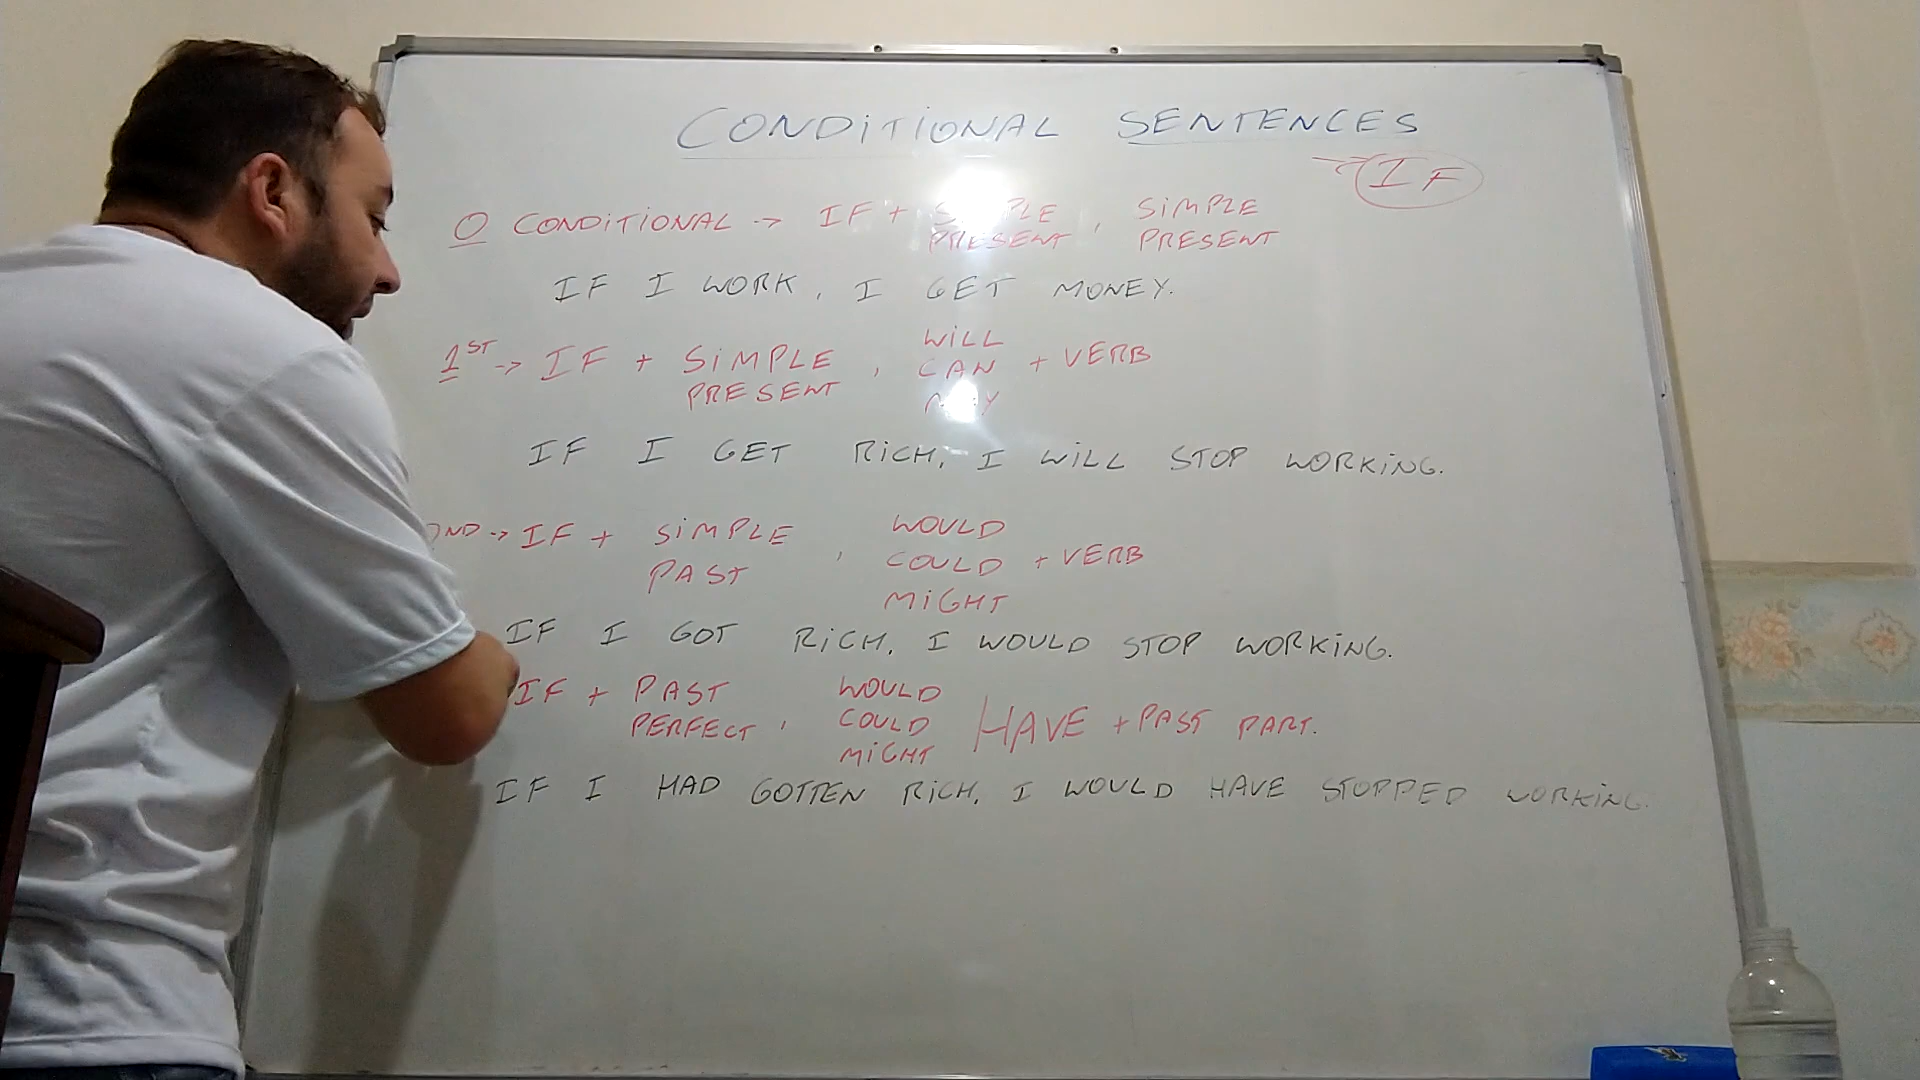 CONDITIONAL SENTENCES
→ IF
0 CONDITIONAL → IF + SIMPLE PRESENT, SIMPLE PRESENT
IF I WORK, I GET MONEY.
1ST → IF + SIMPLE PRESENT, WILL CAN MAY + VERB
IF I GET RICH, I WILL STOP WORKING.
ND → IF + SIMPLE PAST, WOULD COULD MIGHT + VERB
IF I GOT RICH, I WOULD STOP WORKING.
IF + PAST PERFECT, WOULD COULD MIGHT HAVE + PAST PART.
IF I HAD GOTTEN RICH, I WOULD HAVE STOPPED WORKING.